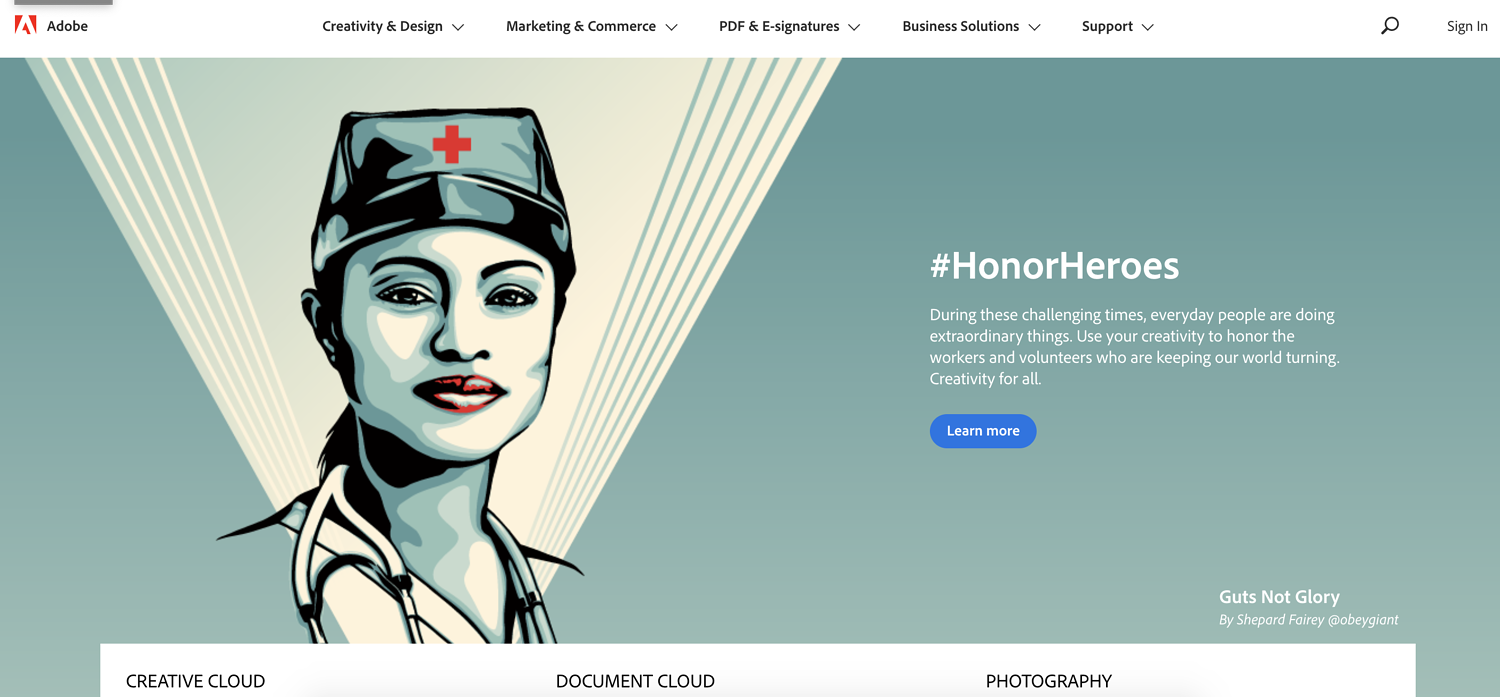 Adobe
Creativity & Design
Marketing & Commerce
PDF & E-signatures
Business Solutions
Support
Sign In
#HonorHeroes
During these challenging times, everyday people are doing
extraordinary things. Use your creativity to honor the
workers and volunteers who are keeping our world turning.
Creativity for all.
Learn more
Guts Not Glory
By Shepard Fairey @obeygiant
CREATIVE CLOUD
DOCUMENT CLOUD
PHOTOGRAPHY